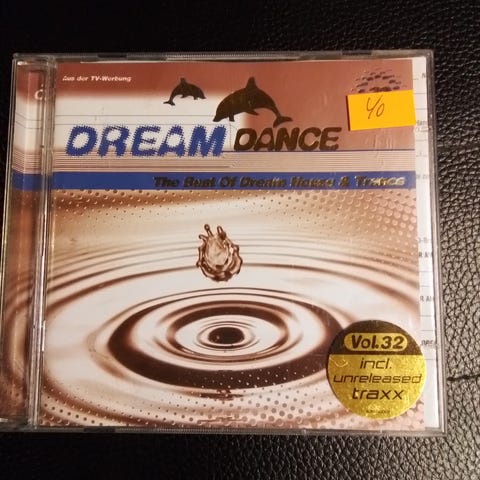 Aus der TV-Werbung
40
DREAM DANCE
The Best Of Dream House & Trance
Vol.32
incl.
unreleased
traxx